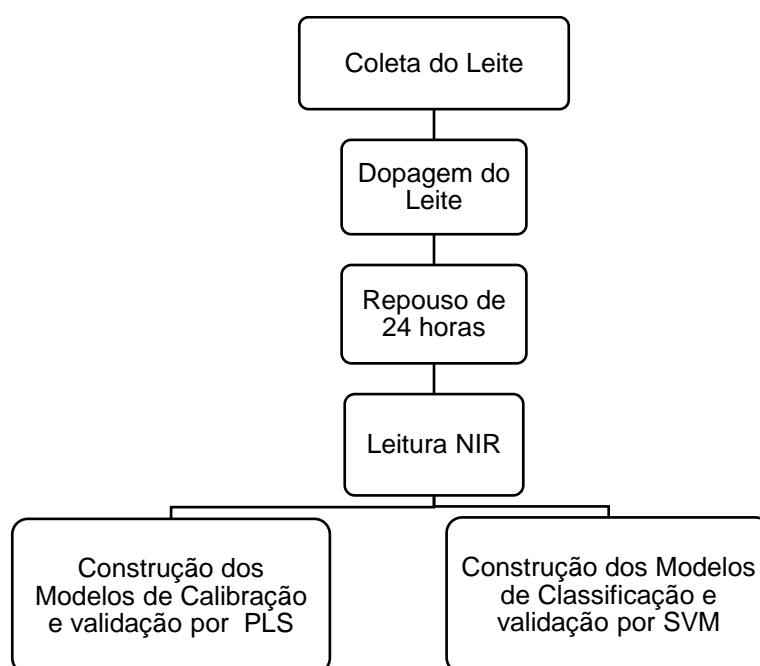 Coleta do Leite
Dopagem do
Leite
Repouso de
24 horas
Leitura NIR
Construção dos
Modelos de Calibração
e validação por PLS
Construção dos Modelos
de Classificação e
validação por SVM